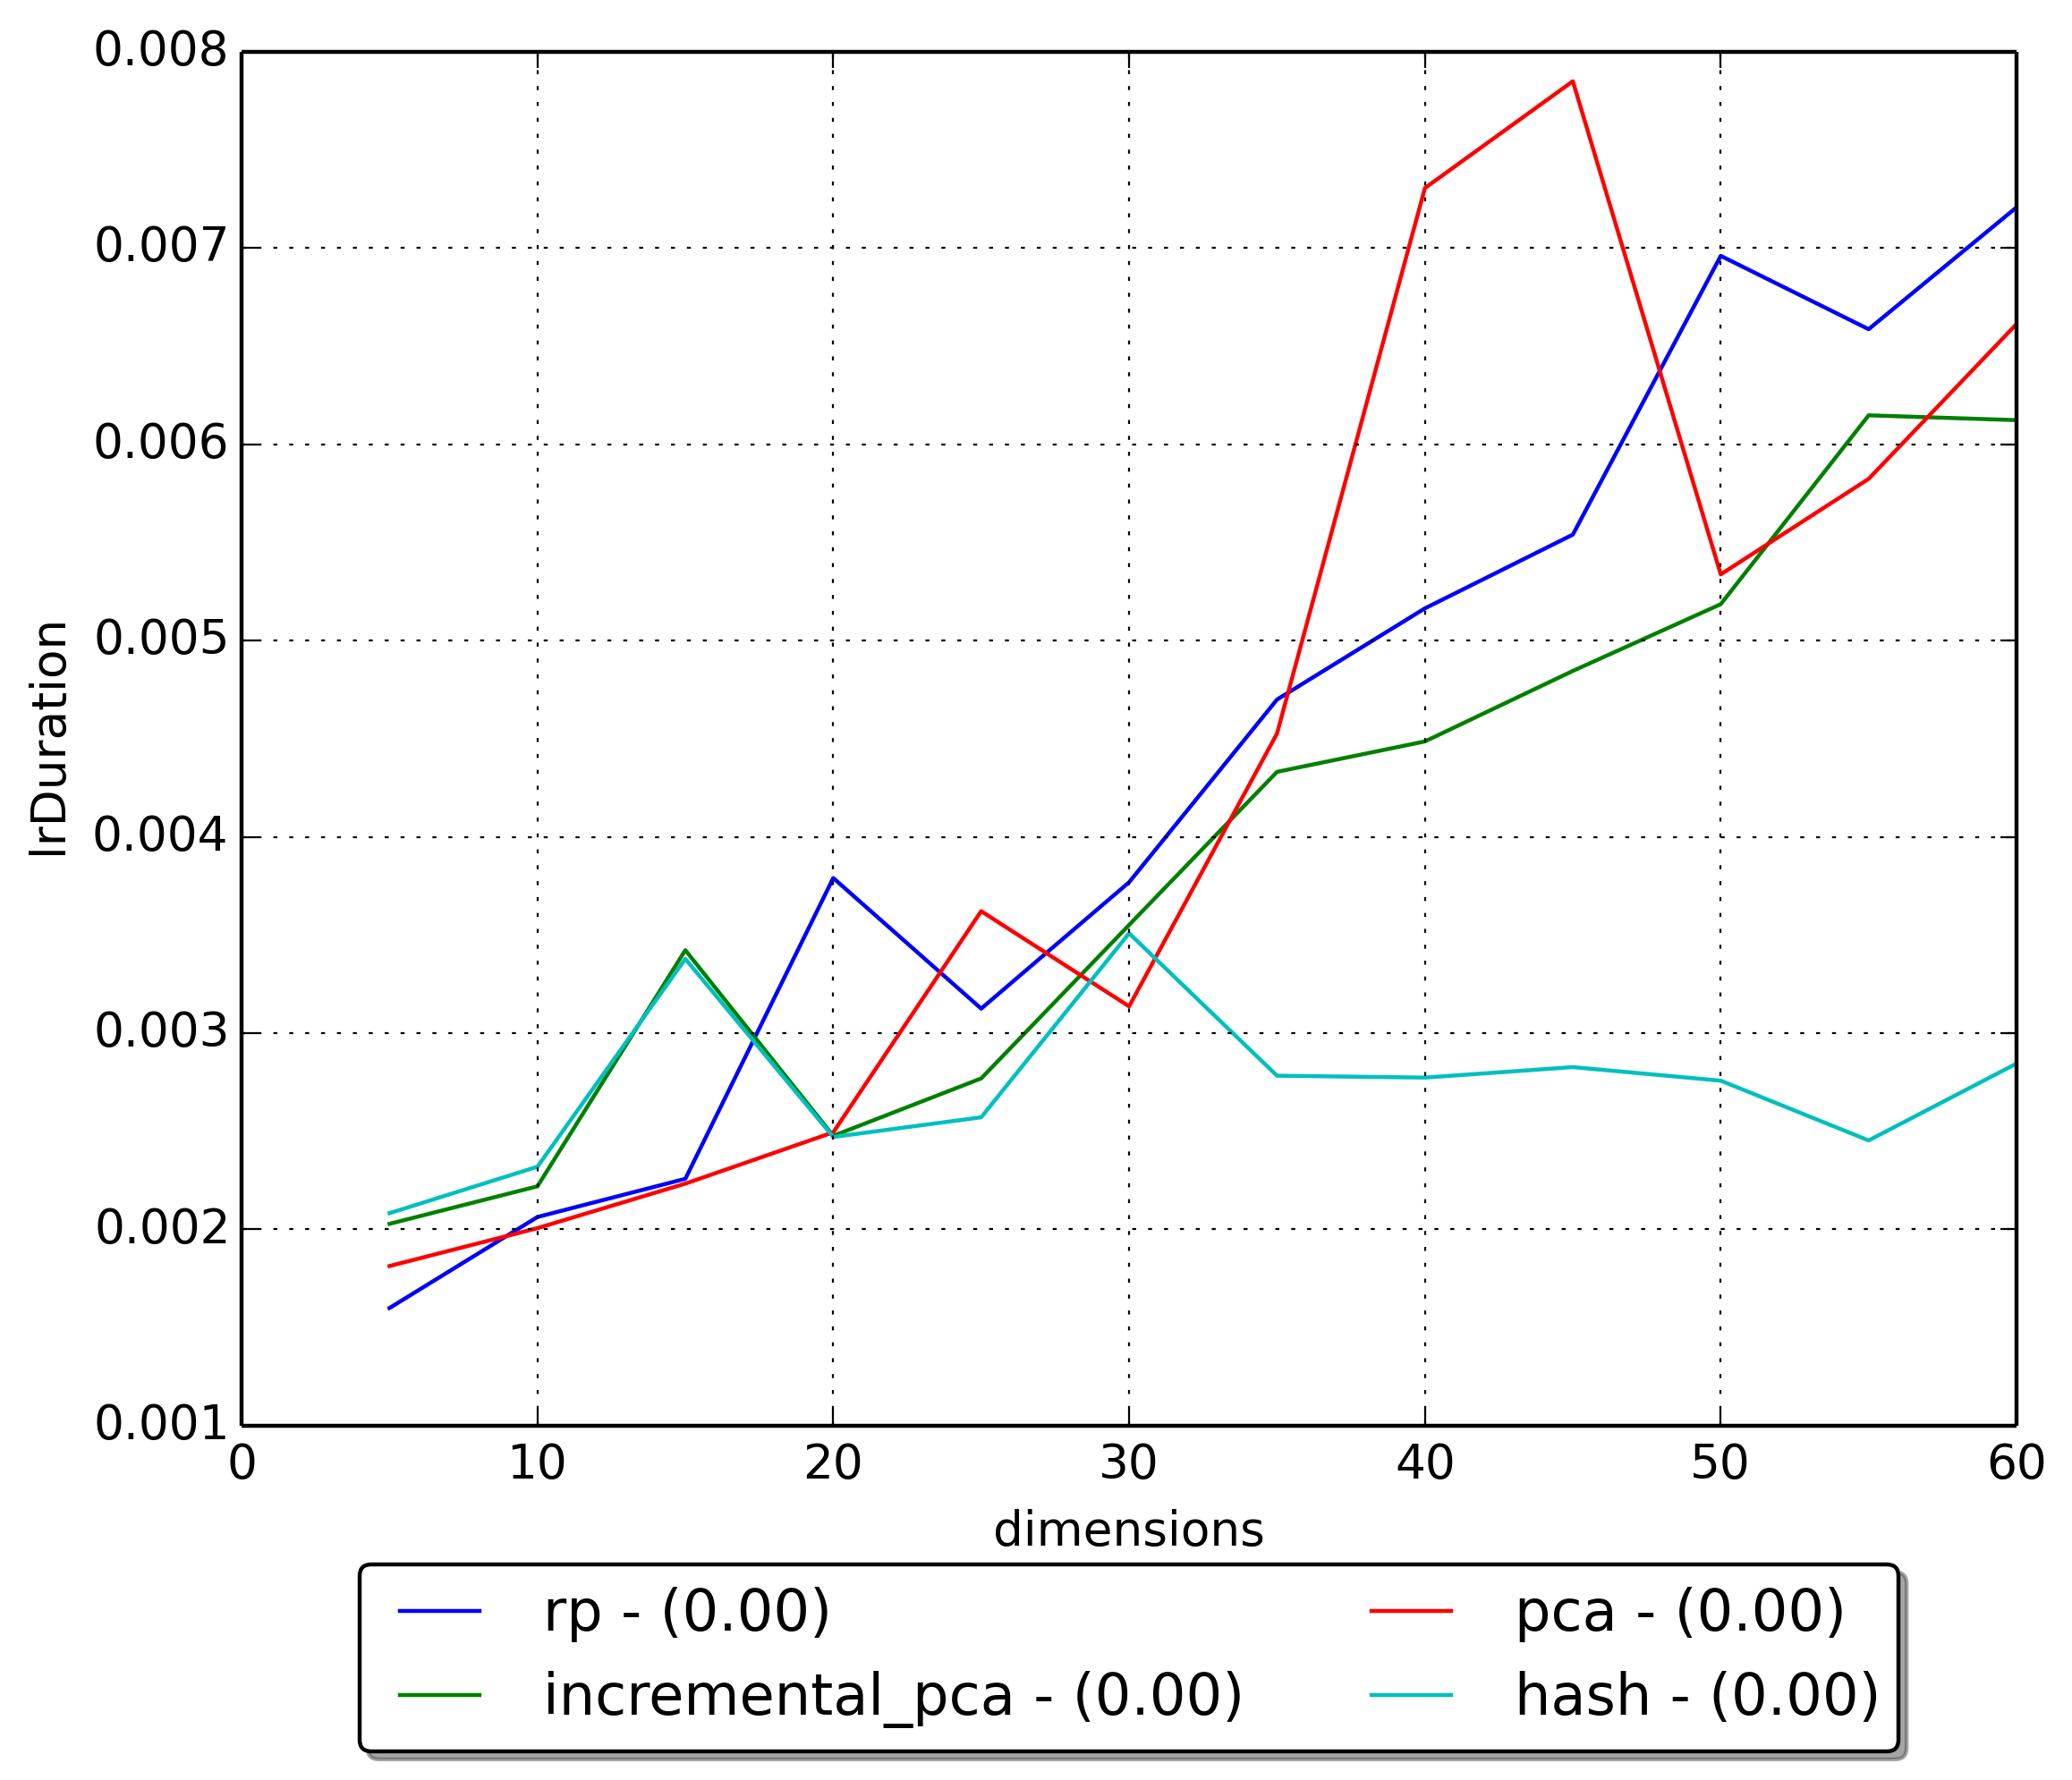 0.008
0.007
0.006
0.005
0.004
0.003
0.002
0.001
lrDuration
0 10 20 30 40 50 60
dimensions
rp - (0.00) pca - (0.00)
incremental_pca - (0.00) hash - (0.00)